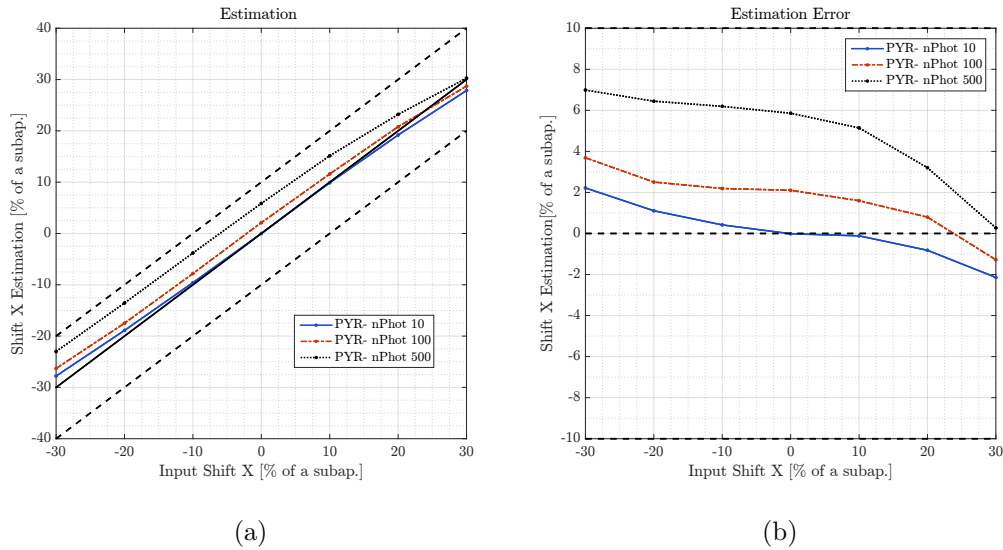 Estimation
40
30
20
10
0
-10
-20
-30
-40
Shift X Estimation [% of a subap.]
PYR- nPhot 10
PYR- nPhot 100
PYR- nPhot 500
-30 -20 -10 0 10 20 30
Input Shift X [% of a subap.]
(a)
Estimation Error
10
8
6
4
2
0
-2
-4
-6
-8
-10
Shift X Estimation[% of a subap.]
PYR- nPhot 10
PYR- nPhot 100
PYR- nPhot 500
-30 -20 -10 0 10 20 30
Input Shift X [% of a subap.]
(b)